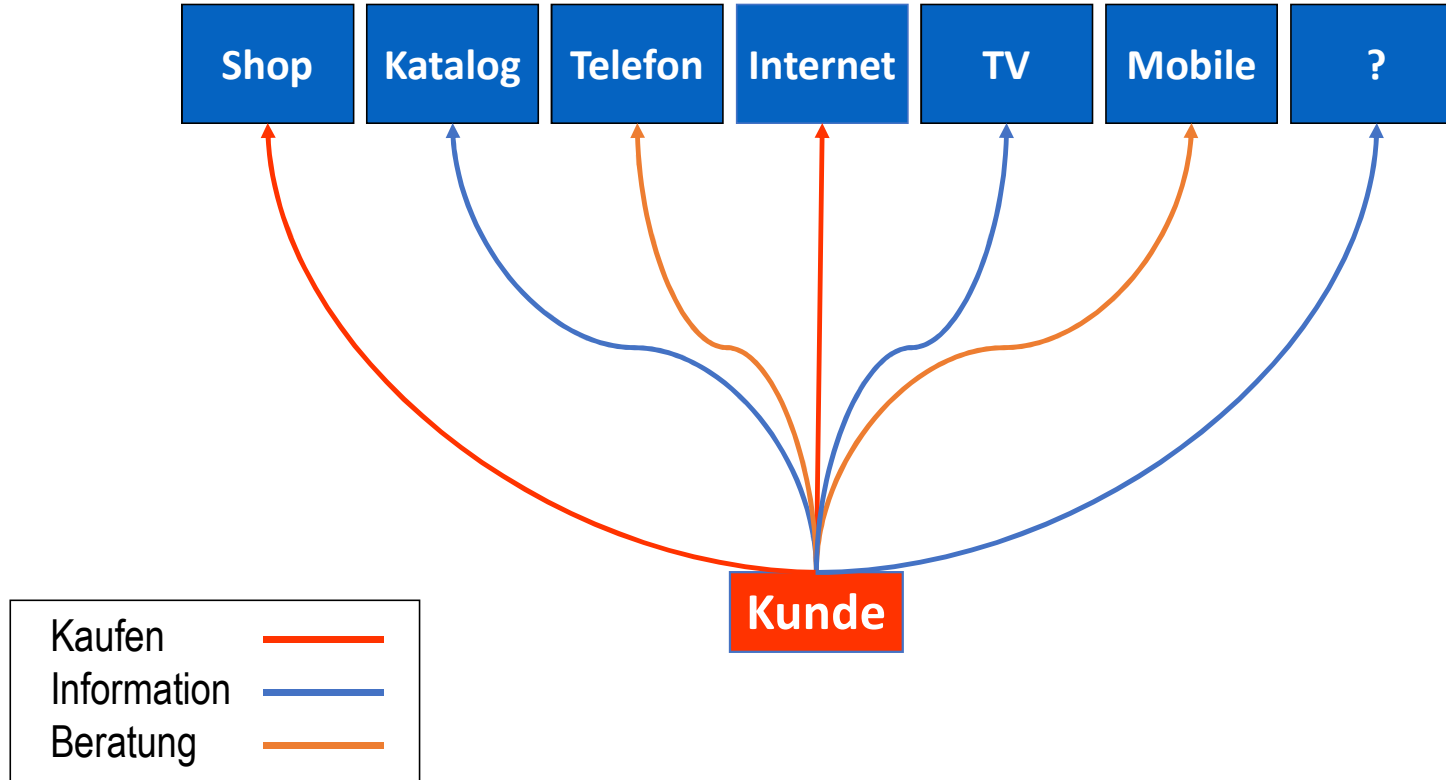 Shop
Katalog
Telefon
Internet
TV
Mobile
?
Kunde
Kaufen
Information
Beratung